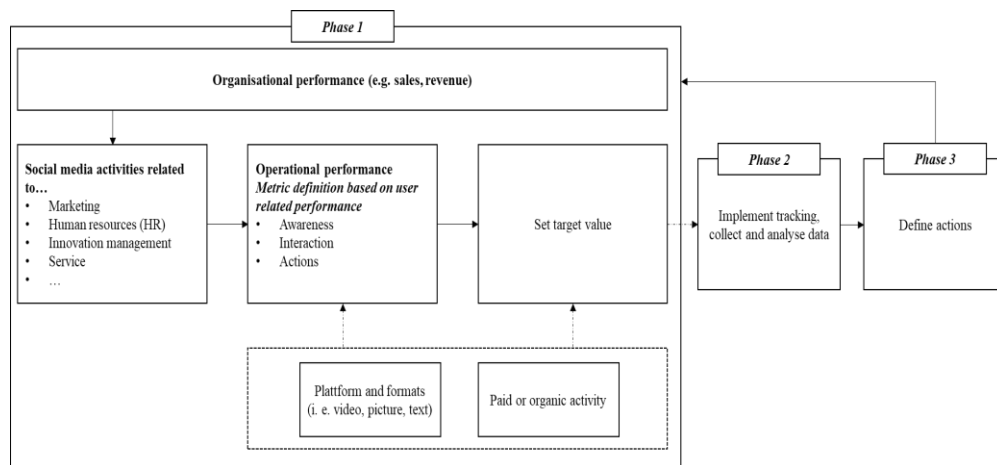 Phase 1
Organisational performance (e.g. sales, revenue)
Social media activities related
to…
• Marketing
• Human resources (HR)
• Innovation management
• Service
• …
Operational performance
Metric definition based on user
related performance
• Awareness
• Interaction
• Actions
Set target value
Phase 2
Implement tracking,
collect and analyse data
Phase 3
Define actions
Plattform and formats
(i. e. video, picture, text)
Paid or organic activity